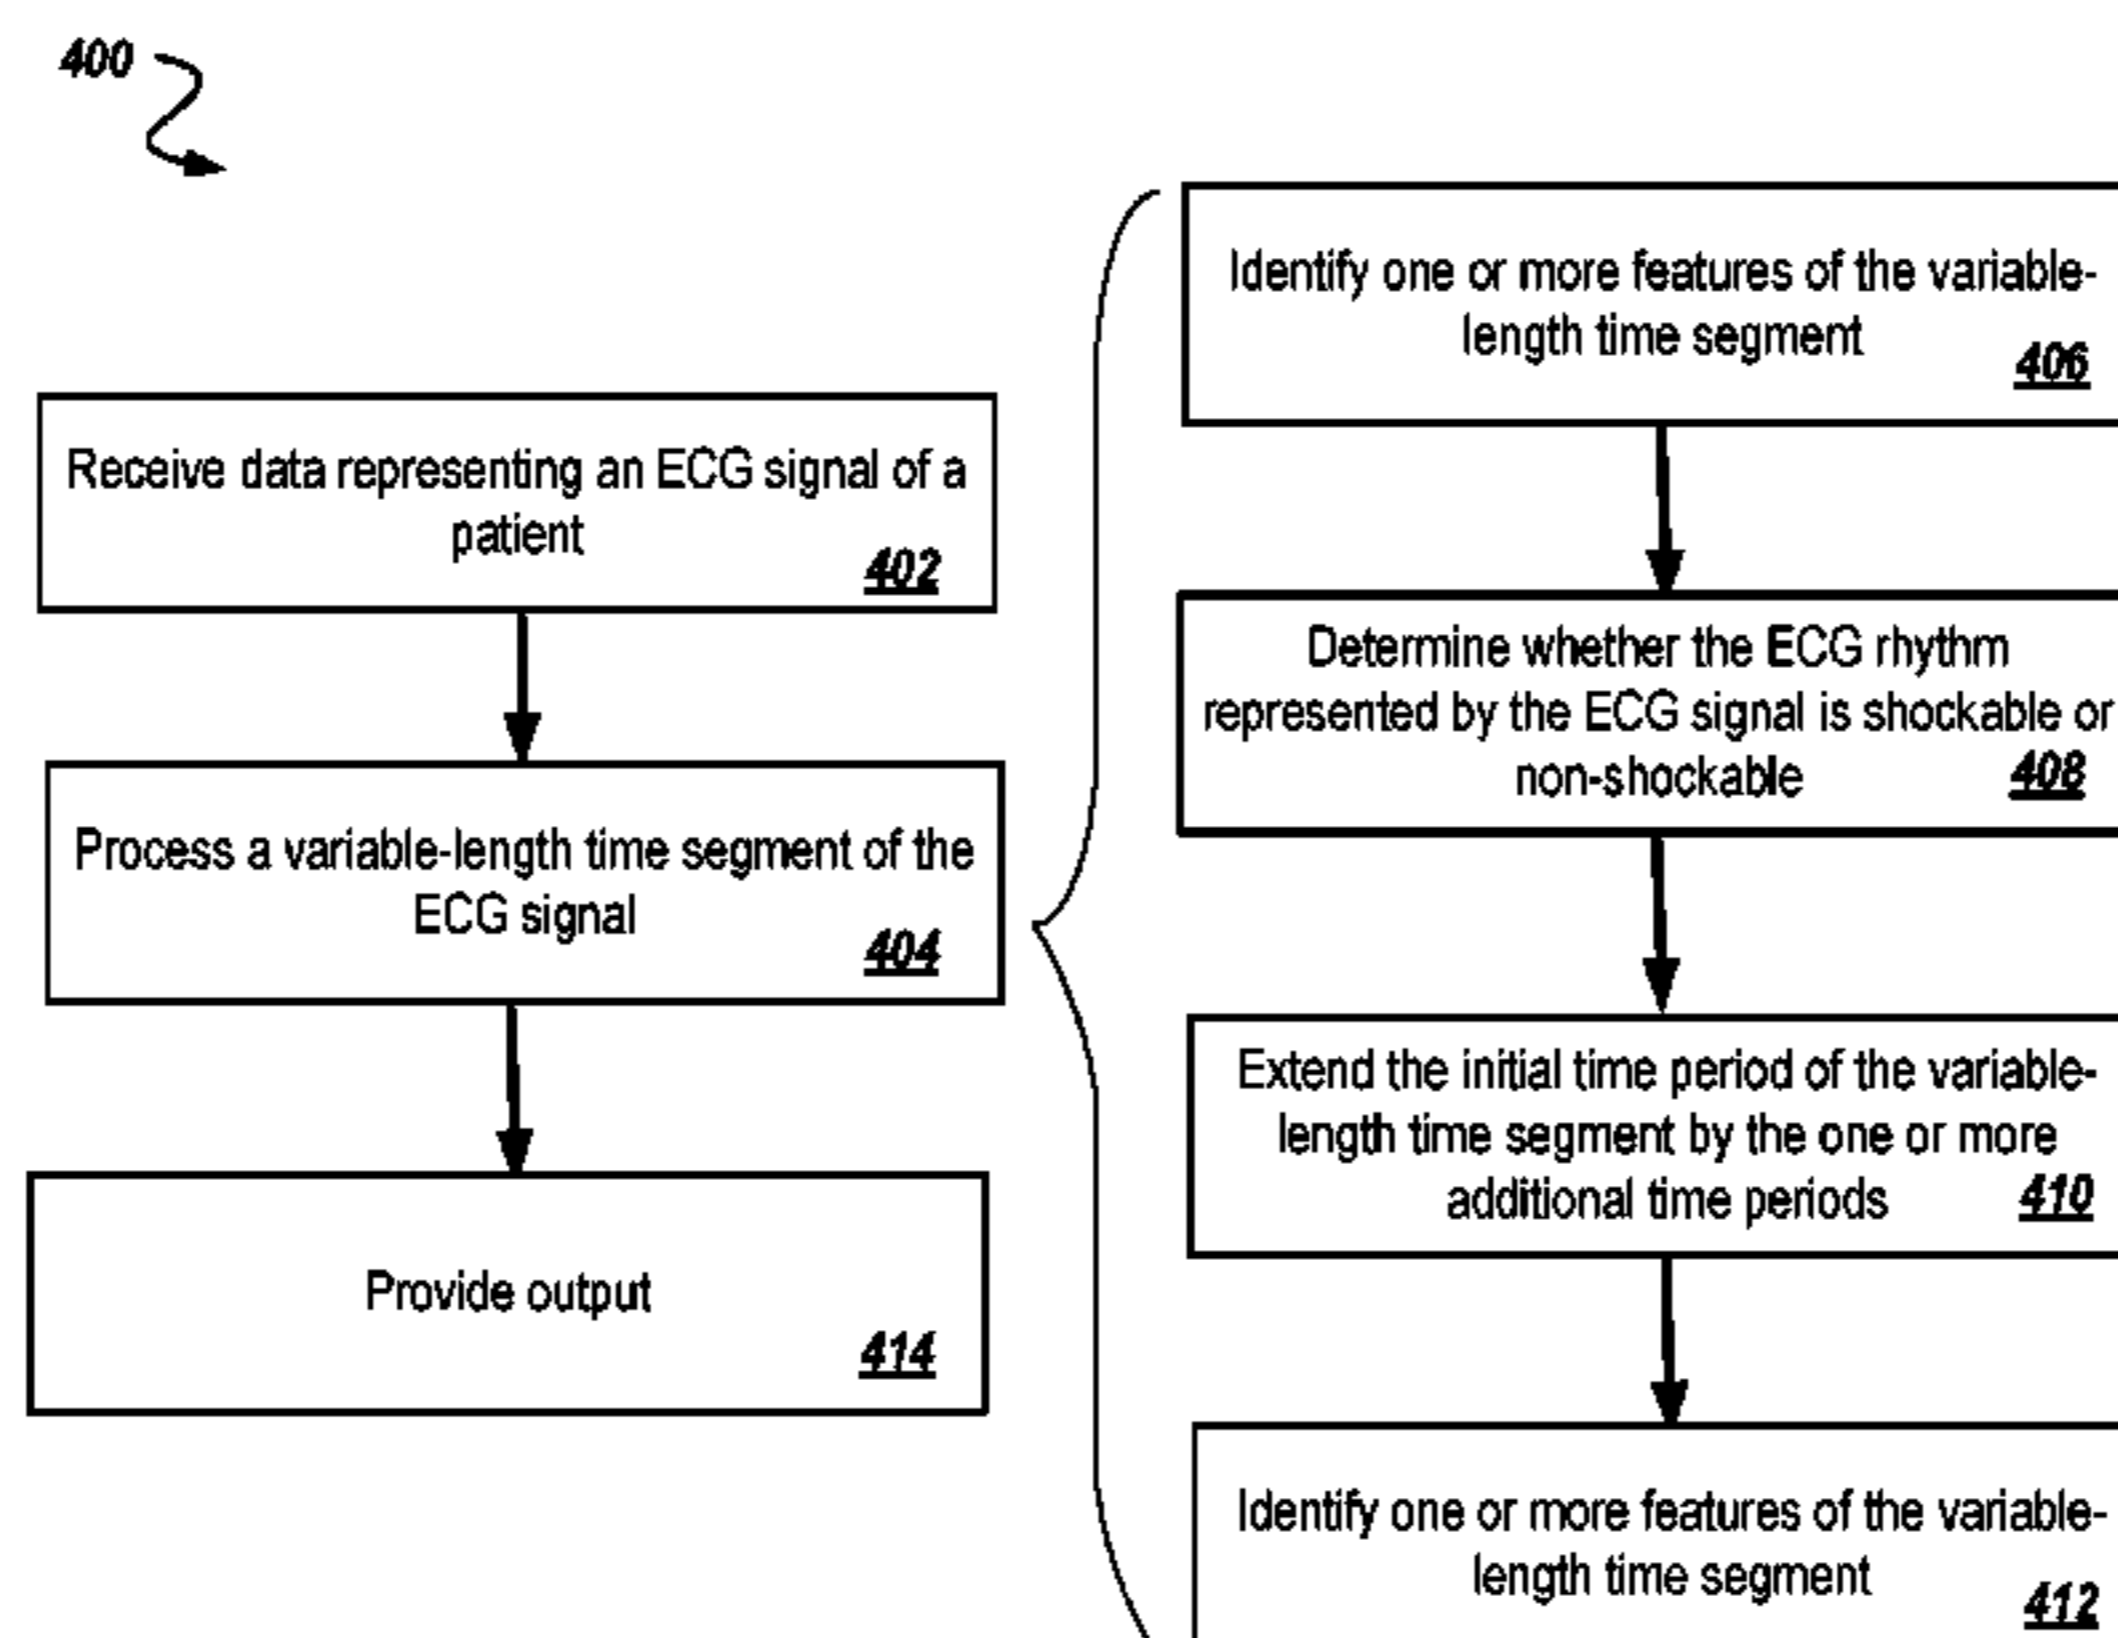 400
Receive data representing an ECG signal of a
patient
402
Process a variable-length time segment of the
ECG signal
404
Provide output
414
Identify one or more features of the variable-
length time segment
406
Determine whether the ECG rhythm
represented by the ECG signal is shockable or
non-shockable
408
Extend the initial time period of the variable-
length time segment by the one or more
additional time periods
410
Identify one or more features of the variable-
length time segment
412